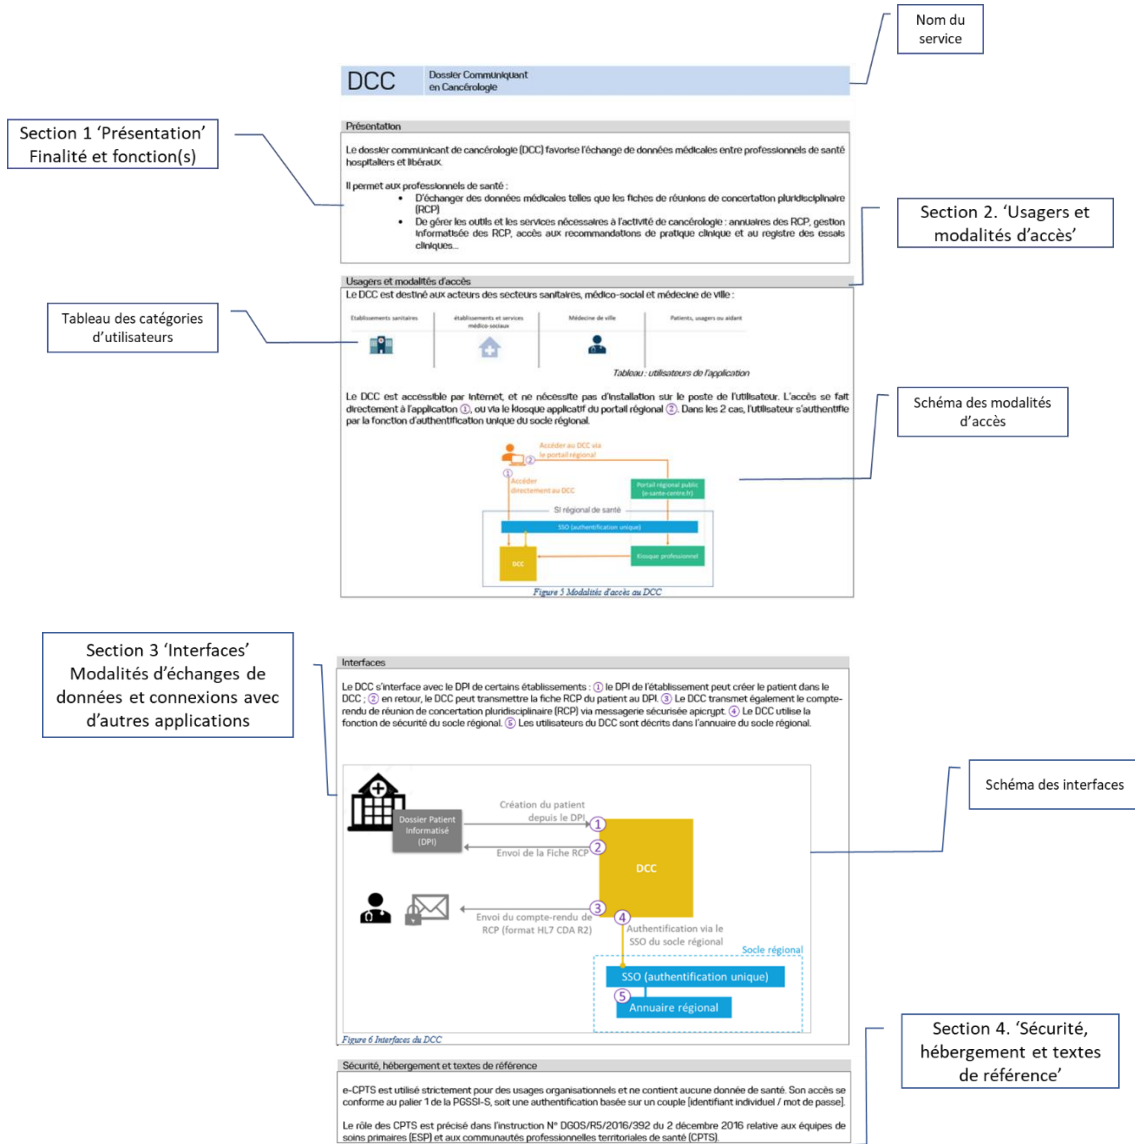 Nom du
service
DCC
Dossier Communiquant
en Cancérologie
Section 1 ‘Présentation’
Finalité et fonction(s)
Présentation
Le dossier communicant de cancérologie (DCC) favorise l'échange de données médicales entre professionnels de santé
hospitaliers et libéraux.
Il permet aux professionnels de santé :
• D'échanger des données médicales telles que les fiches de réunions de concertation pluridisciplinaire
(RCP)
• De gérer les outils et les services nécessaires à l'activité de cancérologie : annuaires des RCP, gestion
informatisée des RCP, accès aux recommandations de pratique clinique et au registre des essais
cliniques...
Section 2. ‘Usagers et
modalités d’accès’
Usagers et modalités d'accès
Le DCC est destiné aux acteurs des secteurs sanitaires, médico-social et médecine de ville :
Tableau des catégories
d’utilisateurs
Etablissements sanitaires
établissements et services
médico-sociaux
Médecine de ville
Patients, usagers ou aidant
Tableau : utilisateurs de l'application
Le DCC est accessible par Internet, et ne nécessite pas d'installation sur le poste de l'utilisateur. L'accès se fait
directement à l'application ①, ou via le kiosque applicatif du portail régional ②. Dans les 2 cas, l'utilisateur s'authentifie
par la fonction d'authentification unique du socle régional.
Schéma des modalités
d’accès
Accéder au DCC via
le portail régional
②
①
Accéder
directement au DCC
Portail régional public
(e-sante-centre.fr)
SI régional de santé
SSO (authentification unique)
DCC
Kiosque professionnel
Figure 5 Modalités d'accès au DCC
Section 3 ‘Interfaces’
Modalités d’échanges de
données et connexions avec
d’autres applications
Interfaces
Le DCC s'interface avec le DPI de certains établissements : ① le DPI de l'établissement peut créer le patient dans le
DCC ; ② en retour, le DCC peut transmettre la fiche RCP du patient au DPI. ③ Le DCC transmet également le compte-
rendu de réunion de concertation pluridisciplinaire (RCP) via messagerie sécurisée apicrypt. ④ Le DCC utilise la
fonction de sécurité du socle régional. ⑤ Les utilisateurs du DCC sont décrits dans l'annuaire du socle régional.
Schéma des interfaces
Dossier Patient
Informatisé
(DPI)
Création du patient
depuis le DPI
①
②
Envoi de la Fiche RCP
DCC
③
Envoi du compte-rendu de
RCP (format HL7 CDA R2)
④
Authentification via le
SSO du socle régional
Socle régional
SSO (authentification unique)
⑤
Annuaire régional
Figure 6 Interfaces du DCC
Section 4. ‘Sécurité,
hébergement et textes
de référence’
Sécurité, hébergement et textes de référence
e-CPTS est utilisé strictement pour des usages organisationnels et ne contient aucune donnée de santé. Son accès se
conforme au palier 1 de la PGSSI-S, soit une authentification basée sur un couple [identifiant individuel / mot de passe].
Le rôle des CPTS est précisé dans l'instruction N° DGOS/R5/2016/392 du 2 décembre 2016 relative aux équipes de
soins primaires (ESP) et aux communautés professionnelles territoriales de santé (CPTS).